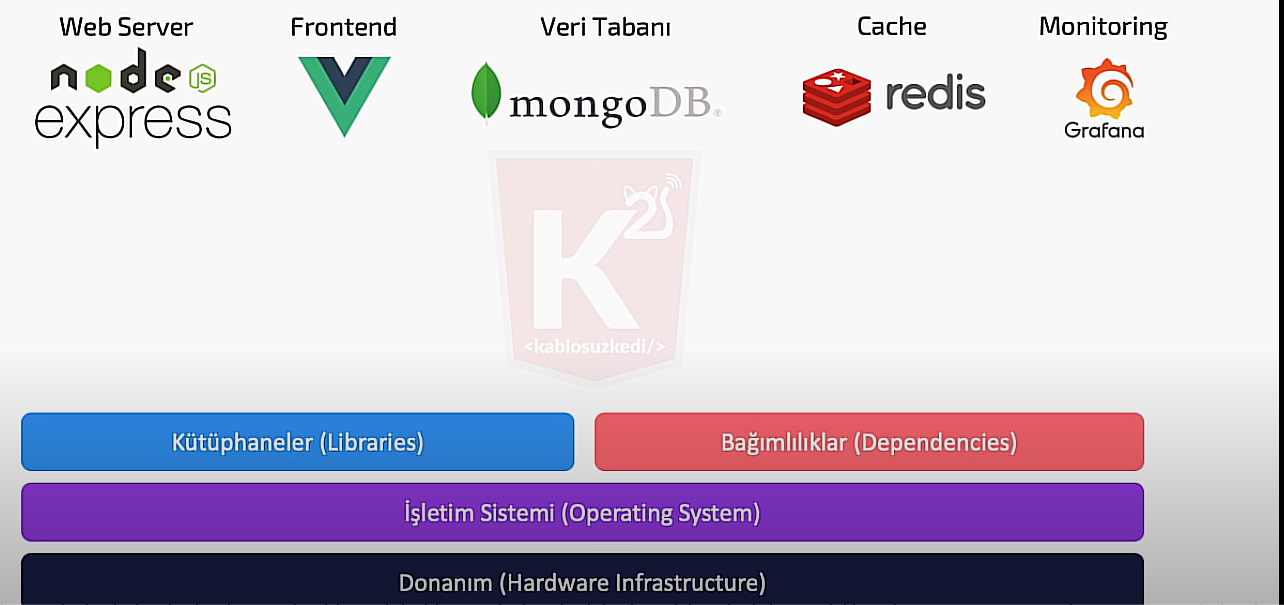 Web Server
Frontend
Veri Tabanı
Cache
Monitoring
node JS
express
mongoDB®
redis
Grafana
K
<kablosuzkedi/>
Kütüphaneler (Libraries)
Bağımlılıklar (Dependencies)
İşletim Sistemi (Operating System)
Donanım (Hardware Infrastructure)